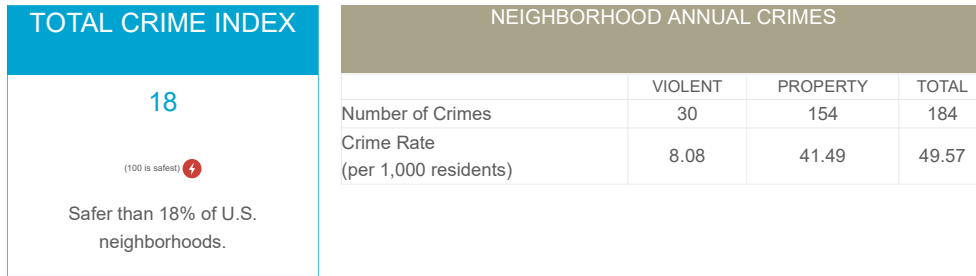 TOTAL CRIME INDEX
18
(100 is safest)
Safer than 18% of U.S.
neighborhoods.
NEIGHBORHOOD ANNUAL CRIMES
VIOLENT PROPERTY TOTAL
Number of Crimes 30 154 184
Crime Rate
(per 1,000 residents) 8.08 41.49 49.57